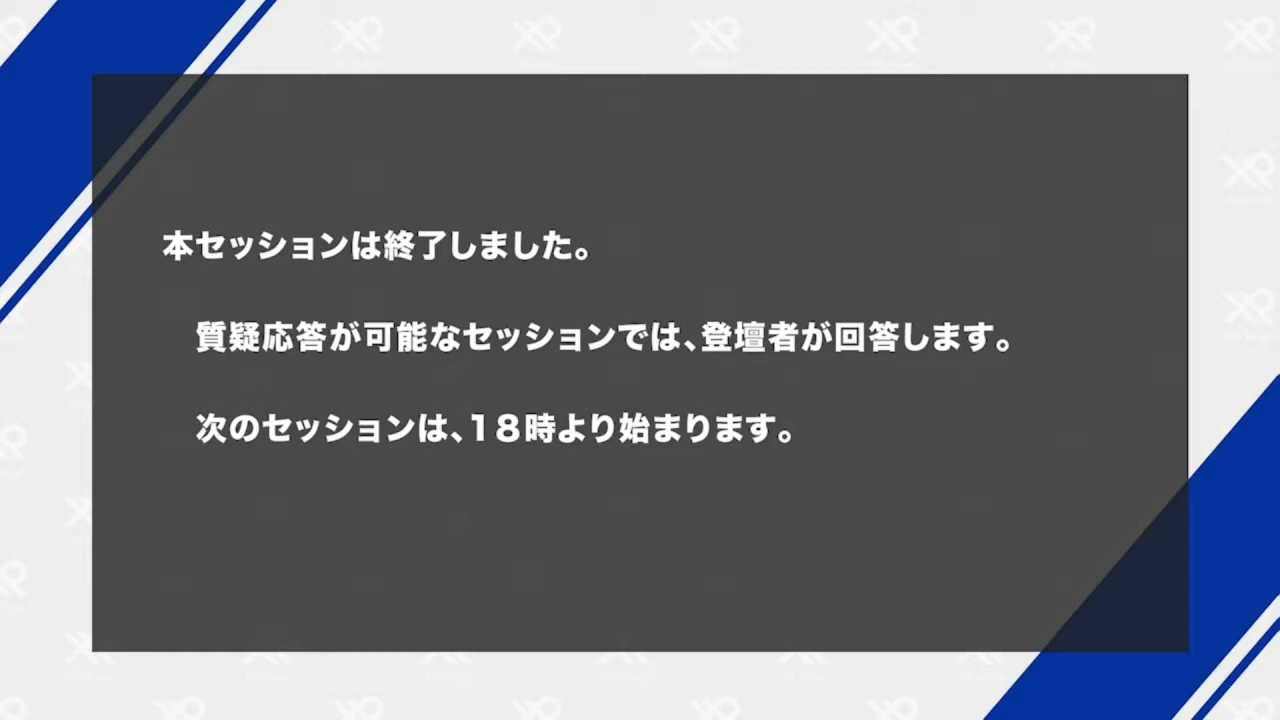 本セッションは終了しました。
質疑応答が可能なセッションでは、登壇者が回答します。
次のセッションは、18時より始まります。